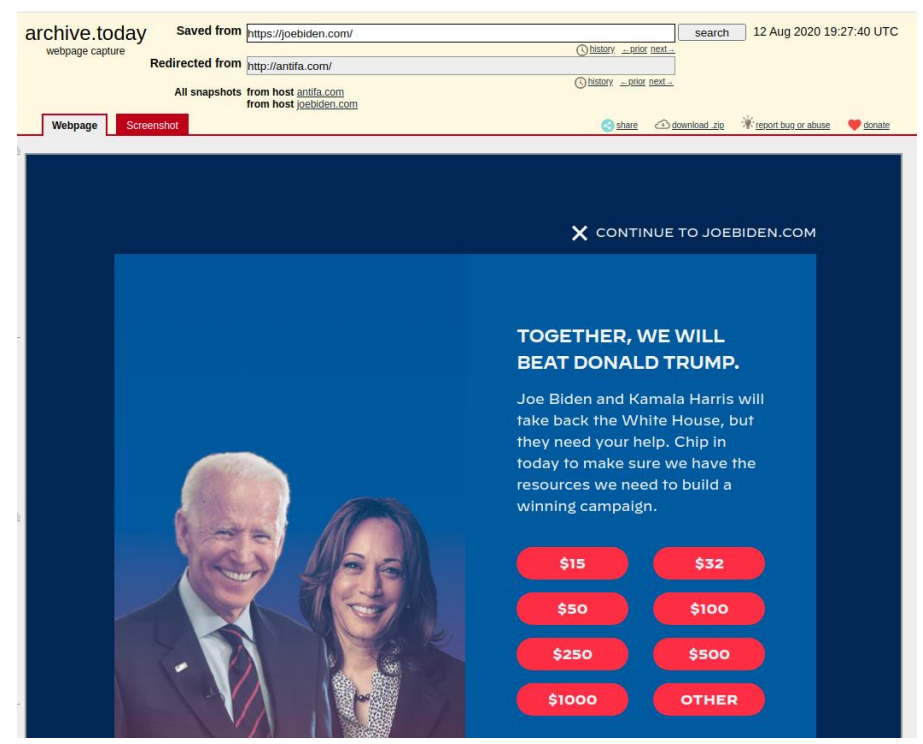 archive.today
webpage capture
Saved from https://joebiden.com/ search 12 Aug 2020 19:27:40 UTC
history ←prior next→
Redirected from http://antifa.com/
history ←prior next→
All snapshots from host antifa.com
from host joebiden.com
Webpage Screenshot share download .zip report bug or abuse donate
CONTINUE TO JOEBIDEN.COM
TOGETHER, WE WILL
BEAT DONALD TRUMP.
Joe Biden and Kamala Harris will
take back the White House, but
they need your help. Chip in
today to make sure we have the
resources we need to build a
winning campaign.
$15 $32
$50 $100
$250 $500
$1000 OTHER